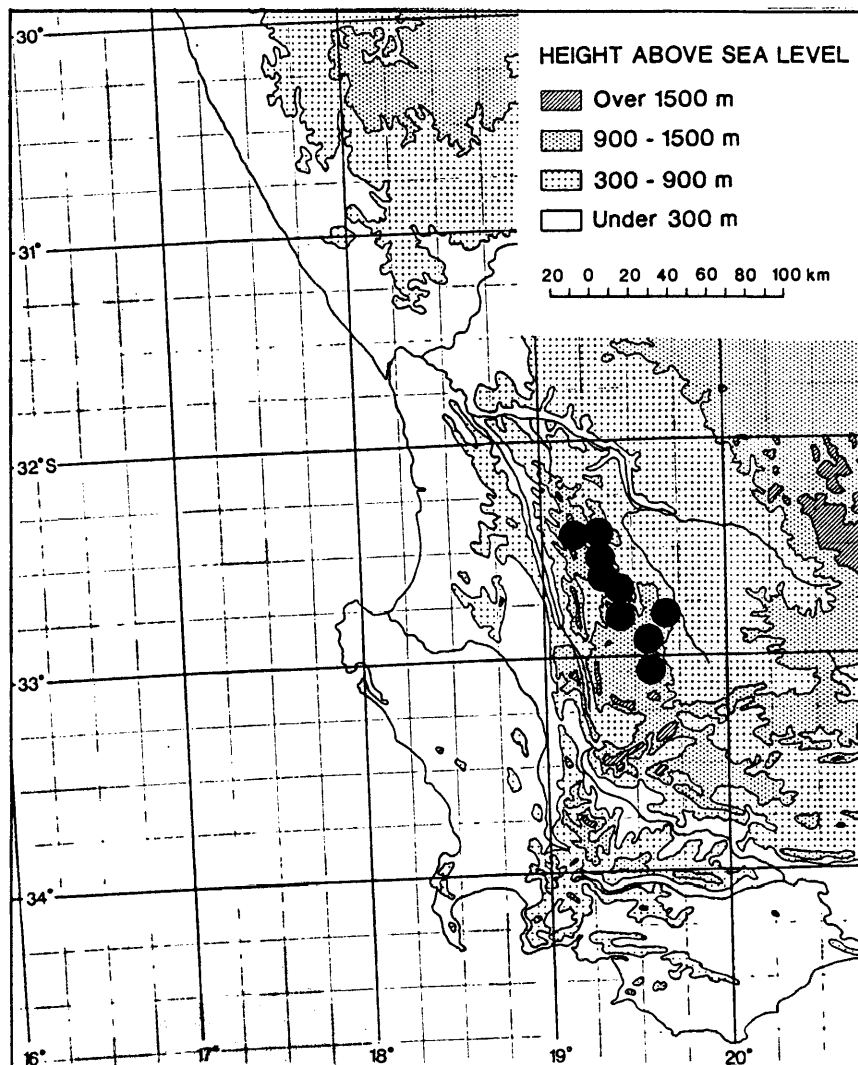 30°
HEIGHT ABOVE SEA LEVEL
Over 1500 m
900 - 1500 m
300 - 900 m
Under 300 m
31°
20 0 20 40 60 80 100 km
32°S
33°
34°
16° 17° 18° 19° 20°